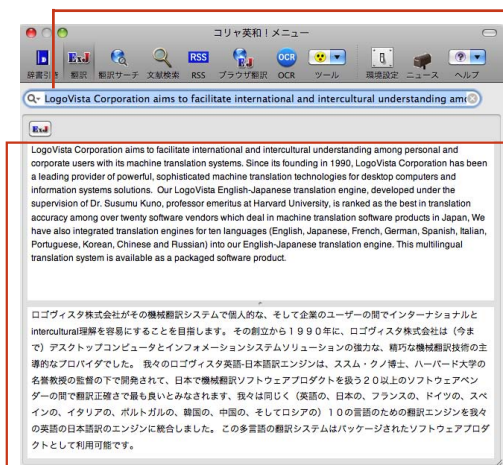 コリャ英和!メニュー
ExJ RSS OCR
辞書引き 翻訳 翻訳サーチ 文献検索 RSS ブラウザ翻訳 OCR ツール 環境設定 ニュース ヘルプ
LogoVista Corporation aims to facilitate international and intercultural understanding amo
ExJ
LogoVista Corporation aims to facilitate international and intercultural understanding among personal and
corporate users with its machine translation systems. Since its founding in 1990, LogoVista Corporation has been
a leading provider of powerful, sophisticated machine translation technologies for desktop computers and
information systems solutions. Our LogoVista English-Japanese translation engine, developed under the
supervision of Dr. Susumu Kuno, professor emeritus at Harvard University, is ranked as the best in translation
accuracy among over twenty software vendors which deal in machine translation software products in Japan, We
have also integrated translation engines for ten languages (English, Japanese, French, German, Spanish, Italian,
Portuguese, Korean, Chinese and Russian) into our English-Japanese translation engine. This multilingual
translation system is available as a packaged software product.
ロゴヴィスタ株式会社がその機械翻訳システムで個人的な、そして企業のユーザーの間でインターナショナルと
intercultural理解を容易にすることを目指します。 その創立から1990年に、ロゴヴィスタ株式会社は(今ま
で)デスクトップコンピュータとインフォメーションシステムソリューションの強力な、精巧な機械翻訳技術の主
導的なプロバイダでした。 我々のロゴヴィスタ英語-日本語訳エンジンは、ススム・クノ博士、ハーバード大学の
名誉教授の監督の下で開発されて、日本で機械翻訳ソフトウェアプロダクトを扱う20以上のソフトウェアベン
ダーの間で翻訳正確さで最も良いとみなされます、我々は同じく(英語の、日本の、フランスの、ドイツの、スペ
インの、イタリアの、ポルトガルの、韓国の、中国の、そしてロシアの)10の言語のための翻訳エンジンを我々
の英語の日本語訳のエンジンに統合しました。 この多言語の翻訳システムはパッケージされたソフトウェアプロダ
クトとして利用可能です。